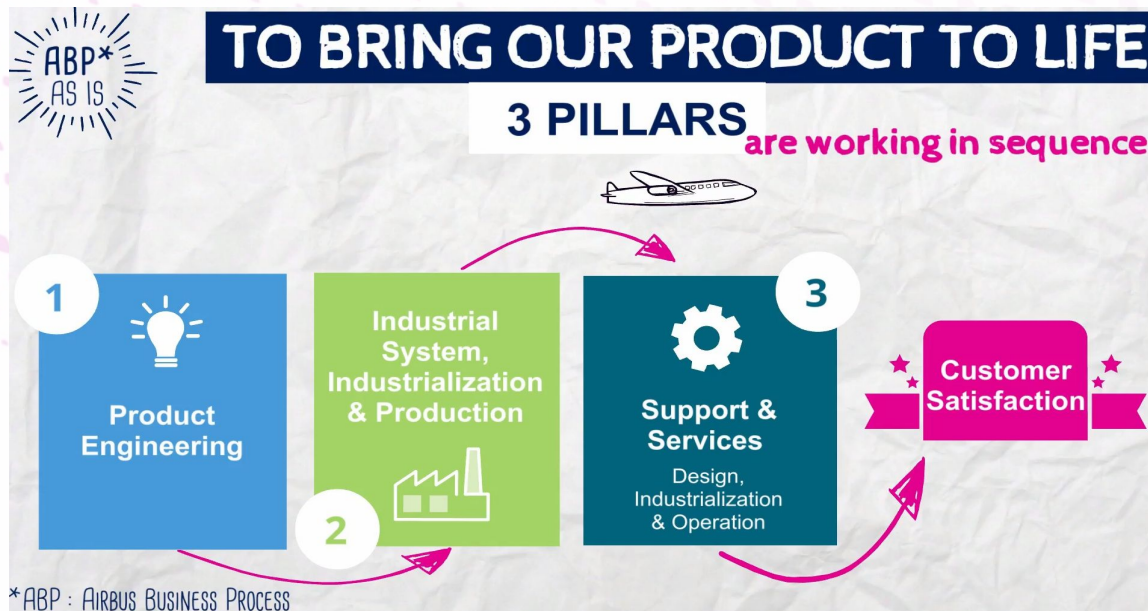 ABP*
AS IS
TO BRING OUR PRODUCT TO LIFE
3 PILLARS
are working in sequence
1
Product
Engineering
2
Industrial
System,
Industrialization
& Production
3
Support &
Services
Design,
Industrialization
& Operation
Customer
Satisfaction
*ABP : AIRBUS BUSINESS PROCESS